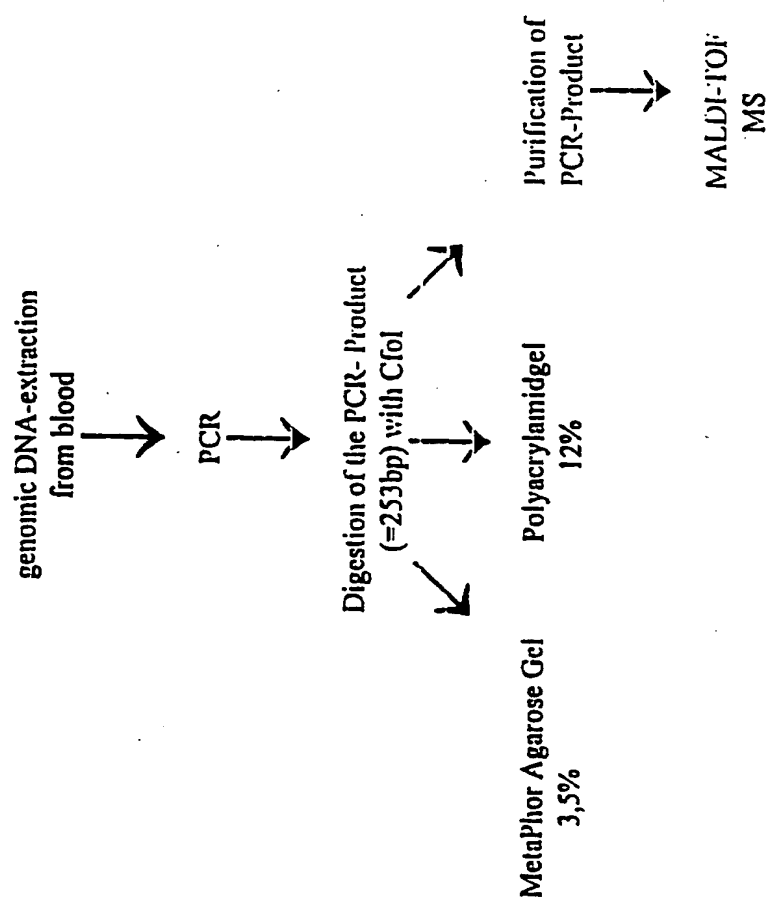 genomic DNA-extraction
from blood
PCR
Digestion of the PCR- Product
(=253bp) with CfoI
MetaPhor Agarose Gel
3,5%
Polyacrylamidgel
12%
Purification of
PCR-Product
MALDI-TOF
MS